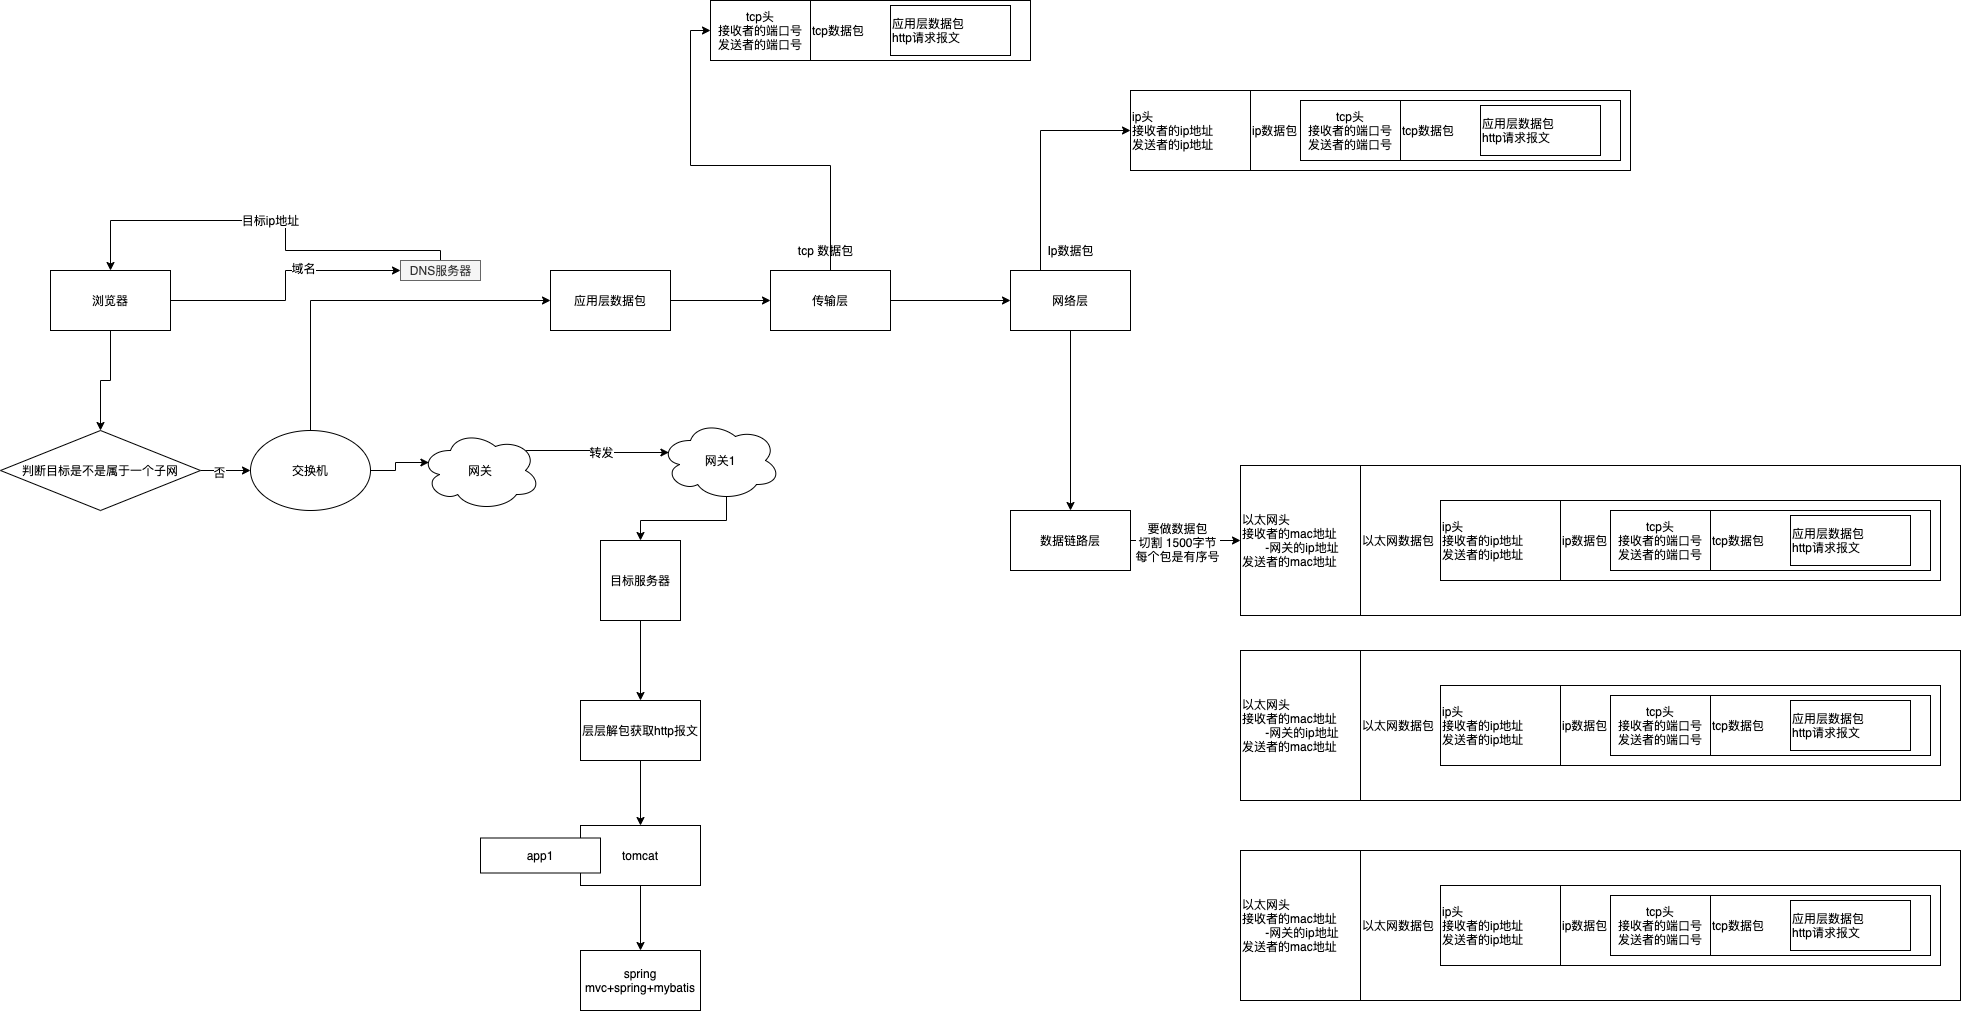 tcp头
接收者的端口号
发送者的端口号
tcp数据包
应用层数据包
http请求报文
ip头
接收者的ip地址
发送者的ip地址
ip数据包
tcp头
接收者的端口号
发送者的端口号
tcp数据包
应用层数据包
http请求报文
目标ip地址
域名
DNS服务器
tcp 数据包
Ip数据包
浏览器
应用层数据包
传输层
网络层
判断目标是不是属于一个子网
否
交换机
网关
转发
网关1
数据链路层
要做数据包
切割 1500字节
每个包是有序号
以太网头
接收者的mac地址
-网关的ip地址
发送者的mac地址
以太网数据包
ip头
接收者的ip地址
发送者的ip地址
ip数据包
tcp头
接收者的端口号
发送者的端口号
tcp数据包
应用层数据包
http请求报文
目标服务器
以太网头
接收者的mac地址
-网关的ip地址
发送者的mac地址
以太网数据包
ip头
接收者的ip地址
发送者的ip地址
ip数据包
tcp头
接收者的端口号
发送者的端口号
tcp数据包
应用层数据包
http请求报文
层层解包获取http报文
app1
tomcat
以太网头
接收者的mac地址
-网关的ip地址
发送者的mac地址
以太网数据包
ip头
接收者的ip地址
发送者的ip地址
ip数据包
tcp头
接收者的端口号
发送者的端口号
tcp数据包
应用层数据包
http请求报文
spring
mvc+spring+mybatis